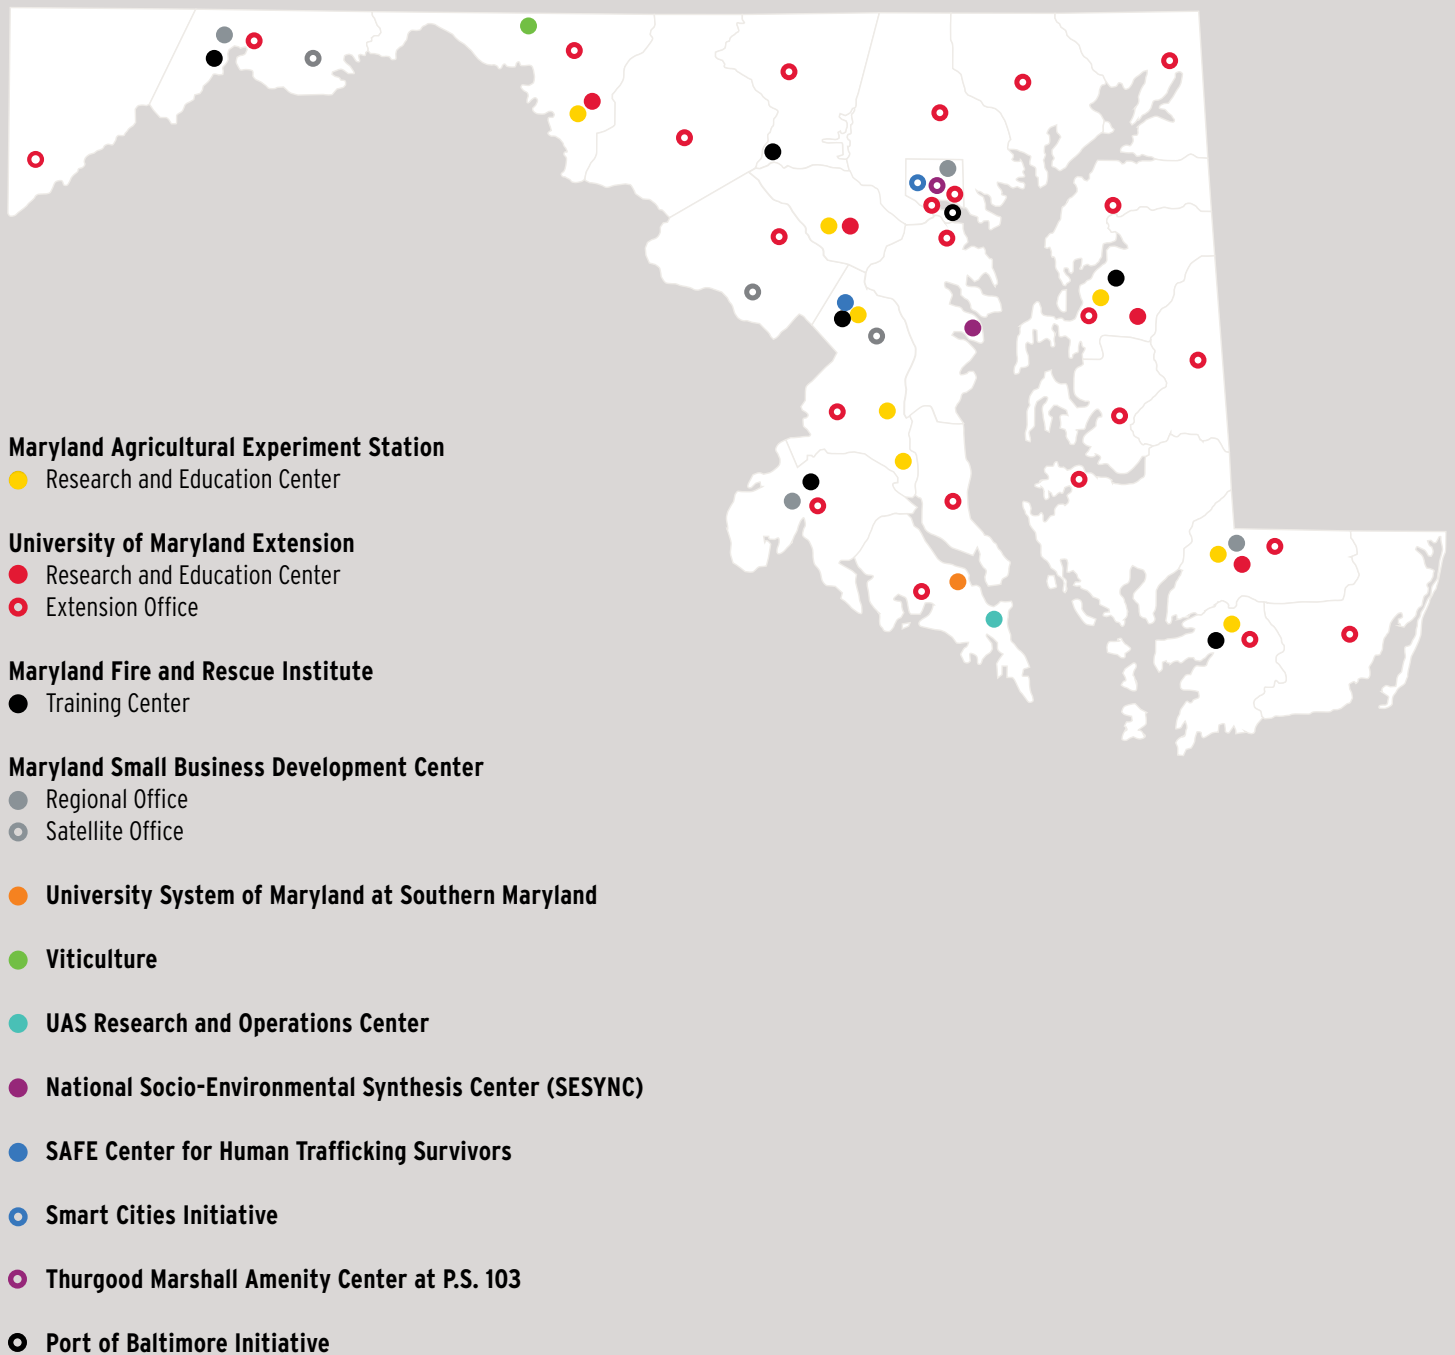 Maryland Agricultural Experiment Station
Research and Education Center
University of Maryland Extension
Research and Education Center
Extension Office
Maryland Fire and Rescue Institute
Training Center
Maryland Small Business Development Center
Regional Office
Satellite Office
University System of Maryland at Southern Maryland
Viticulture
UAS Research and Operations Center
National Socio-Environmental Synthesis Center (SESYNC)
SAFE Center for Human Trafficking Survivors
Smart Cities Initiative
Thurgood Marshall Amenity Center at P.S. 103
Port of Baltimore Initiative